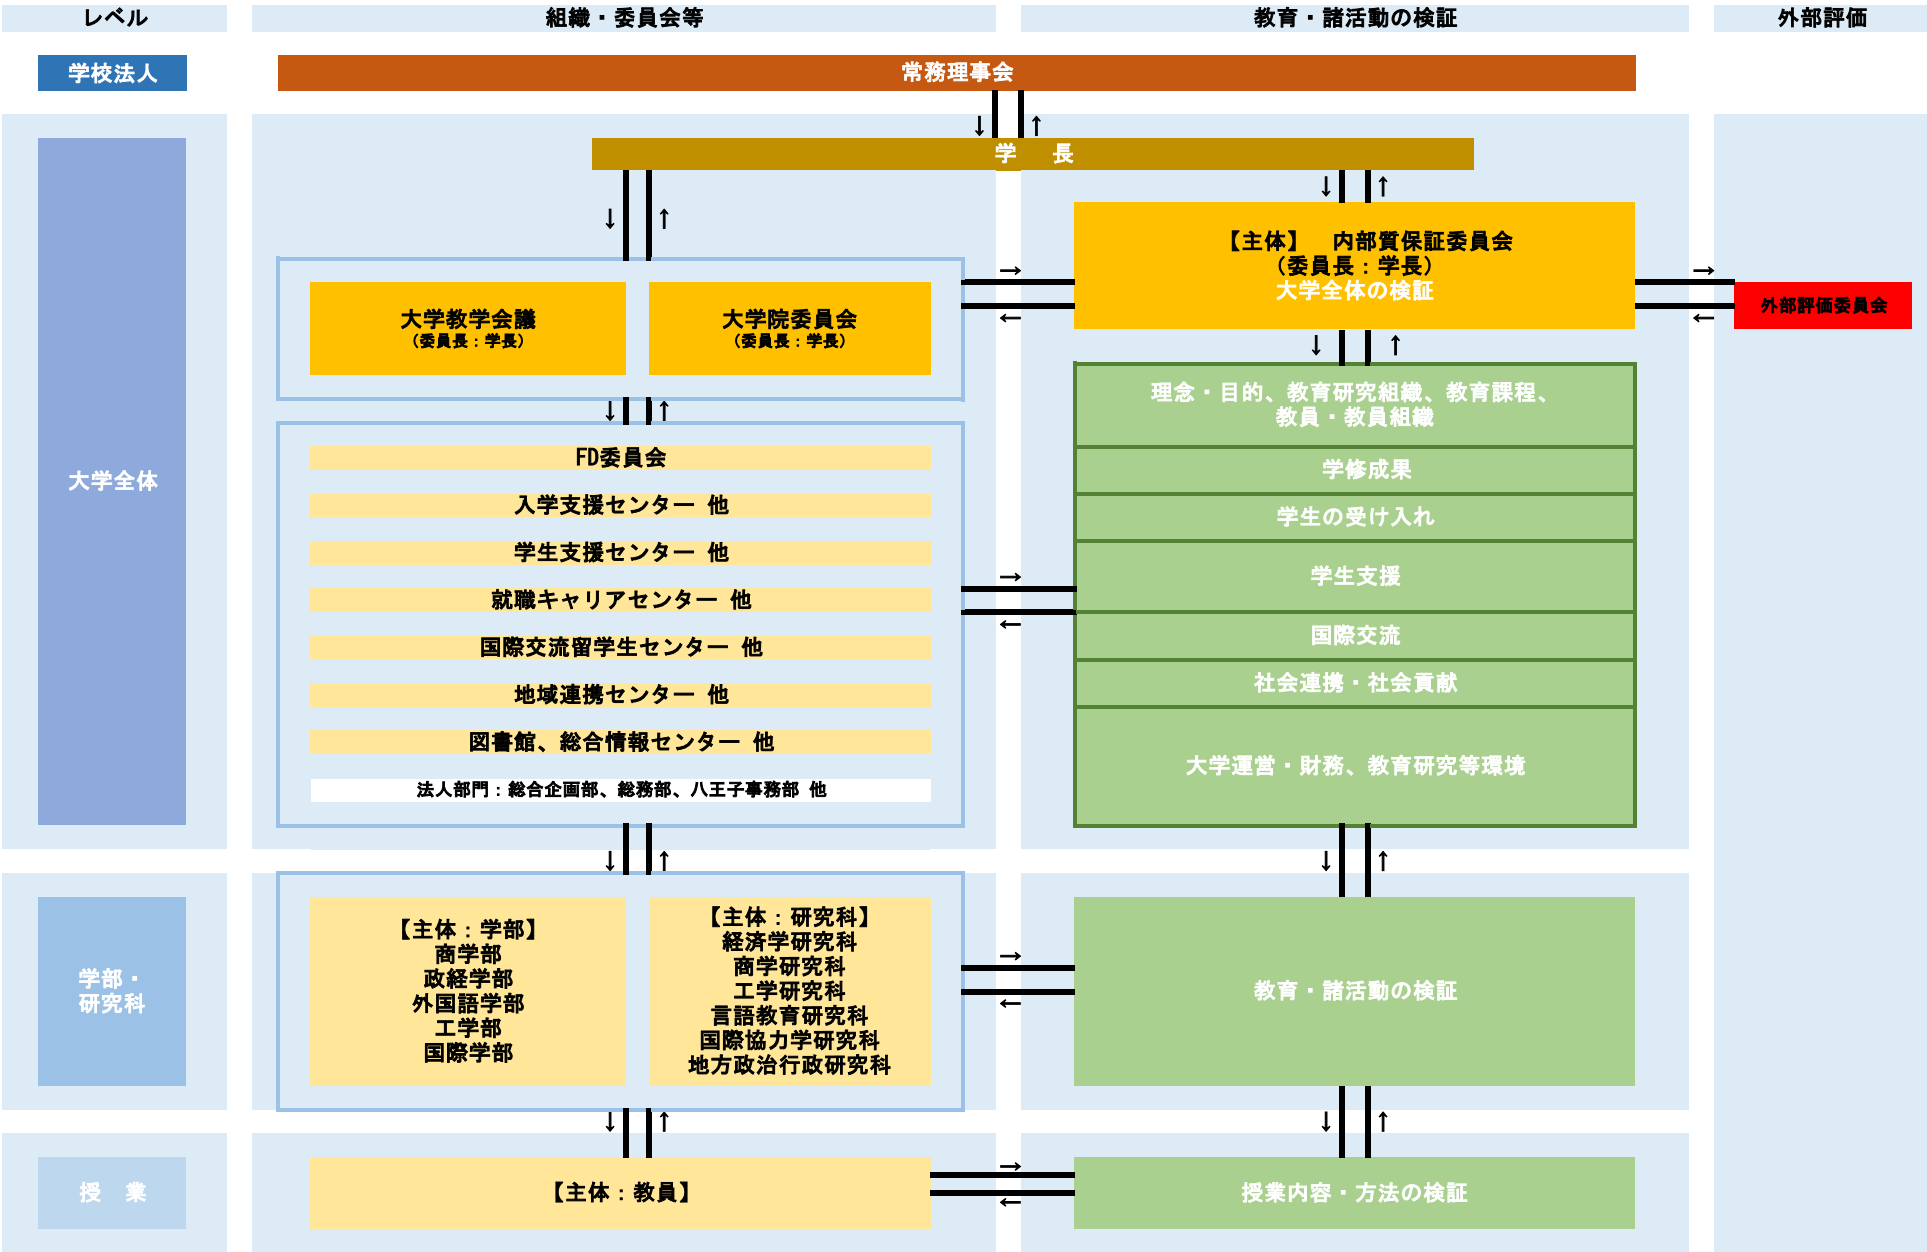 レベル
組織・委員会等
教育・諸活動の検証
外部評価
学校法人
常務理事会
↓ ↑
学　長
↓ ↑
↓ ↑
大学全体
大学教学会議
（委員長：学長）
大学院委員会
（委員長：学長）
→
←
【主体】　内部質保証委員会
（委員長：学長）
大学全体の検証
→
←
外部評価委員会
↓ ↑
↓ ↑
FD委員会
入学支援センター 他
学生支援センター 他
就職キャリアセンター 他
国際交流留学生センター 他
地域連携センター 他
図書館、総合情報センター 他
法人部門：総合企画部、総務部、八王子事務部 他
→
←
理念・目的、教育研究組織、教育課程、
教員・教員組織
学修成果
学生の受け入れ
学生支援
国際交流
社会連携・社会貢献
大学運営・財務、教育研究等環境
↓ ↑
↓ ↑
学部・
研究科
【主体：学部】
商学部
政経学部
外国語学部
工学部
国際学部
【主体：研究科】
経済学研究科
商学研究科
工学研究科
言語教育研究科
国際協力学研究科
地方政治行政研究科
→
←
教育・諸活動の検証
↓ ↑
↓ ↑
授　業
【主体：教員】
→
←
授業内容・方法の検証